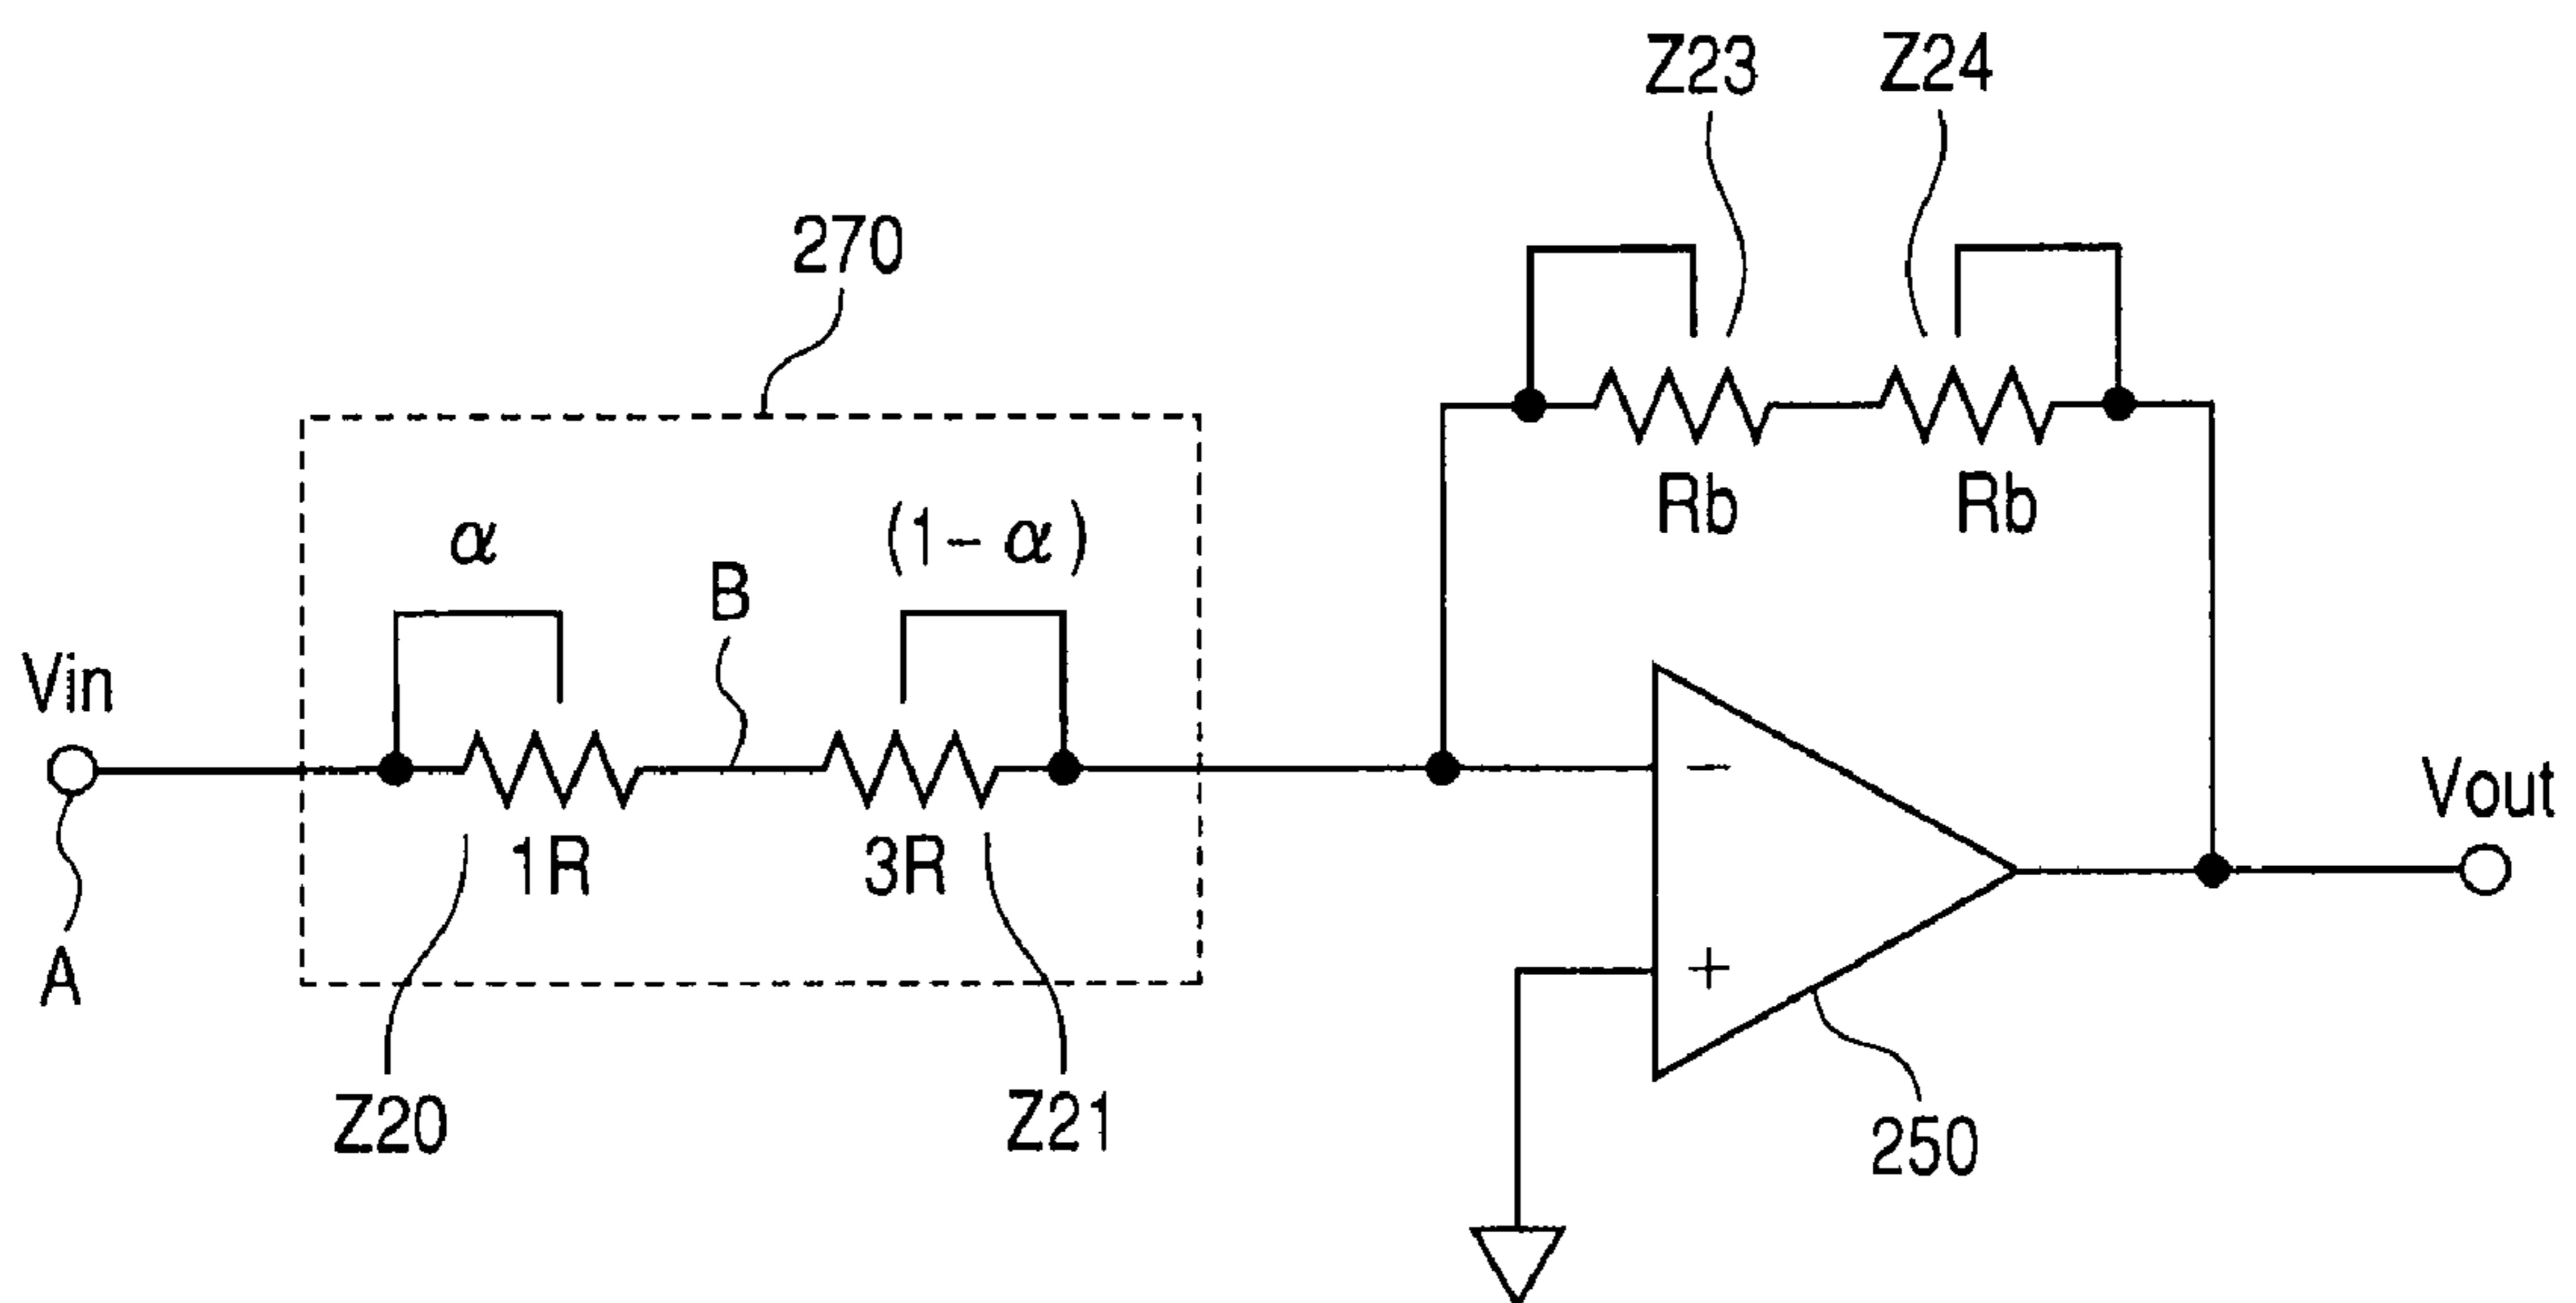 Z23 Z24
270
Rb Rb
α (1- α)
B
Vin
−
Vout
1R 3R
A
+
Z20 Z21
250